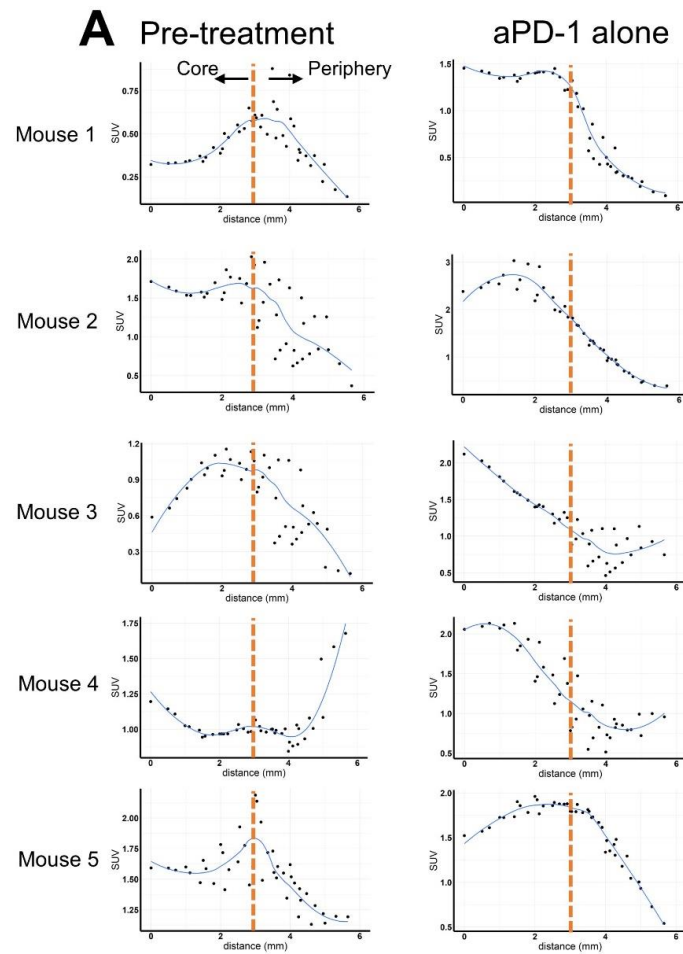 A Pre-treatment aPD-1 alone
Core Periphery
Mouse 1
SUV
0.75
0.50
0.25
0 2 4 6
distance (mm)
SUV
1.5
1.0
0.5
0 2 4 6
distance (mm)
Mouse 2
SUV
2.0
1.5
1.0
0.5
0 2 4 6
distance (mm)
SUV
3
2
1
0 2 4 6
distance (mm)
Mouse 3
SUV
1.2
0.9
0.6
0.3
0 2 4 6
distance (mm)
SUV
2.0
1.5
1.0
0.5
0 2 4 6
distance (mm)
Mouse 4
SUV
1.75
1.50
1.25
1.00
0 2 4 6
distance (mm)
SUV
2.0
1.5
1.0
0.5
0 2 4 6
distance (mm)
Mouse 5
SUV
2.00
1.75
1.50
1.25
0 2 4 6
distance (mm)
SUV
2.0
1.5
1.0
0.5
0 2 4 6
distance (mm)